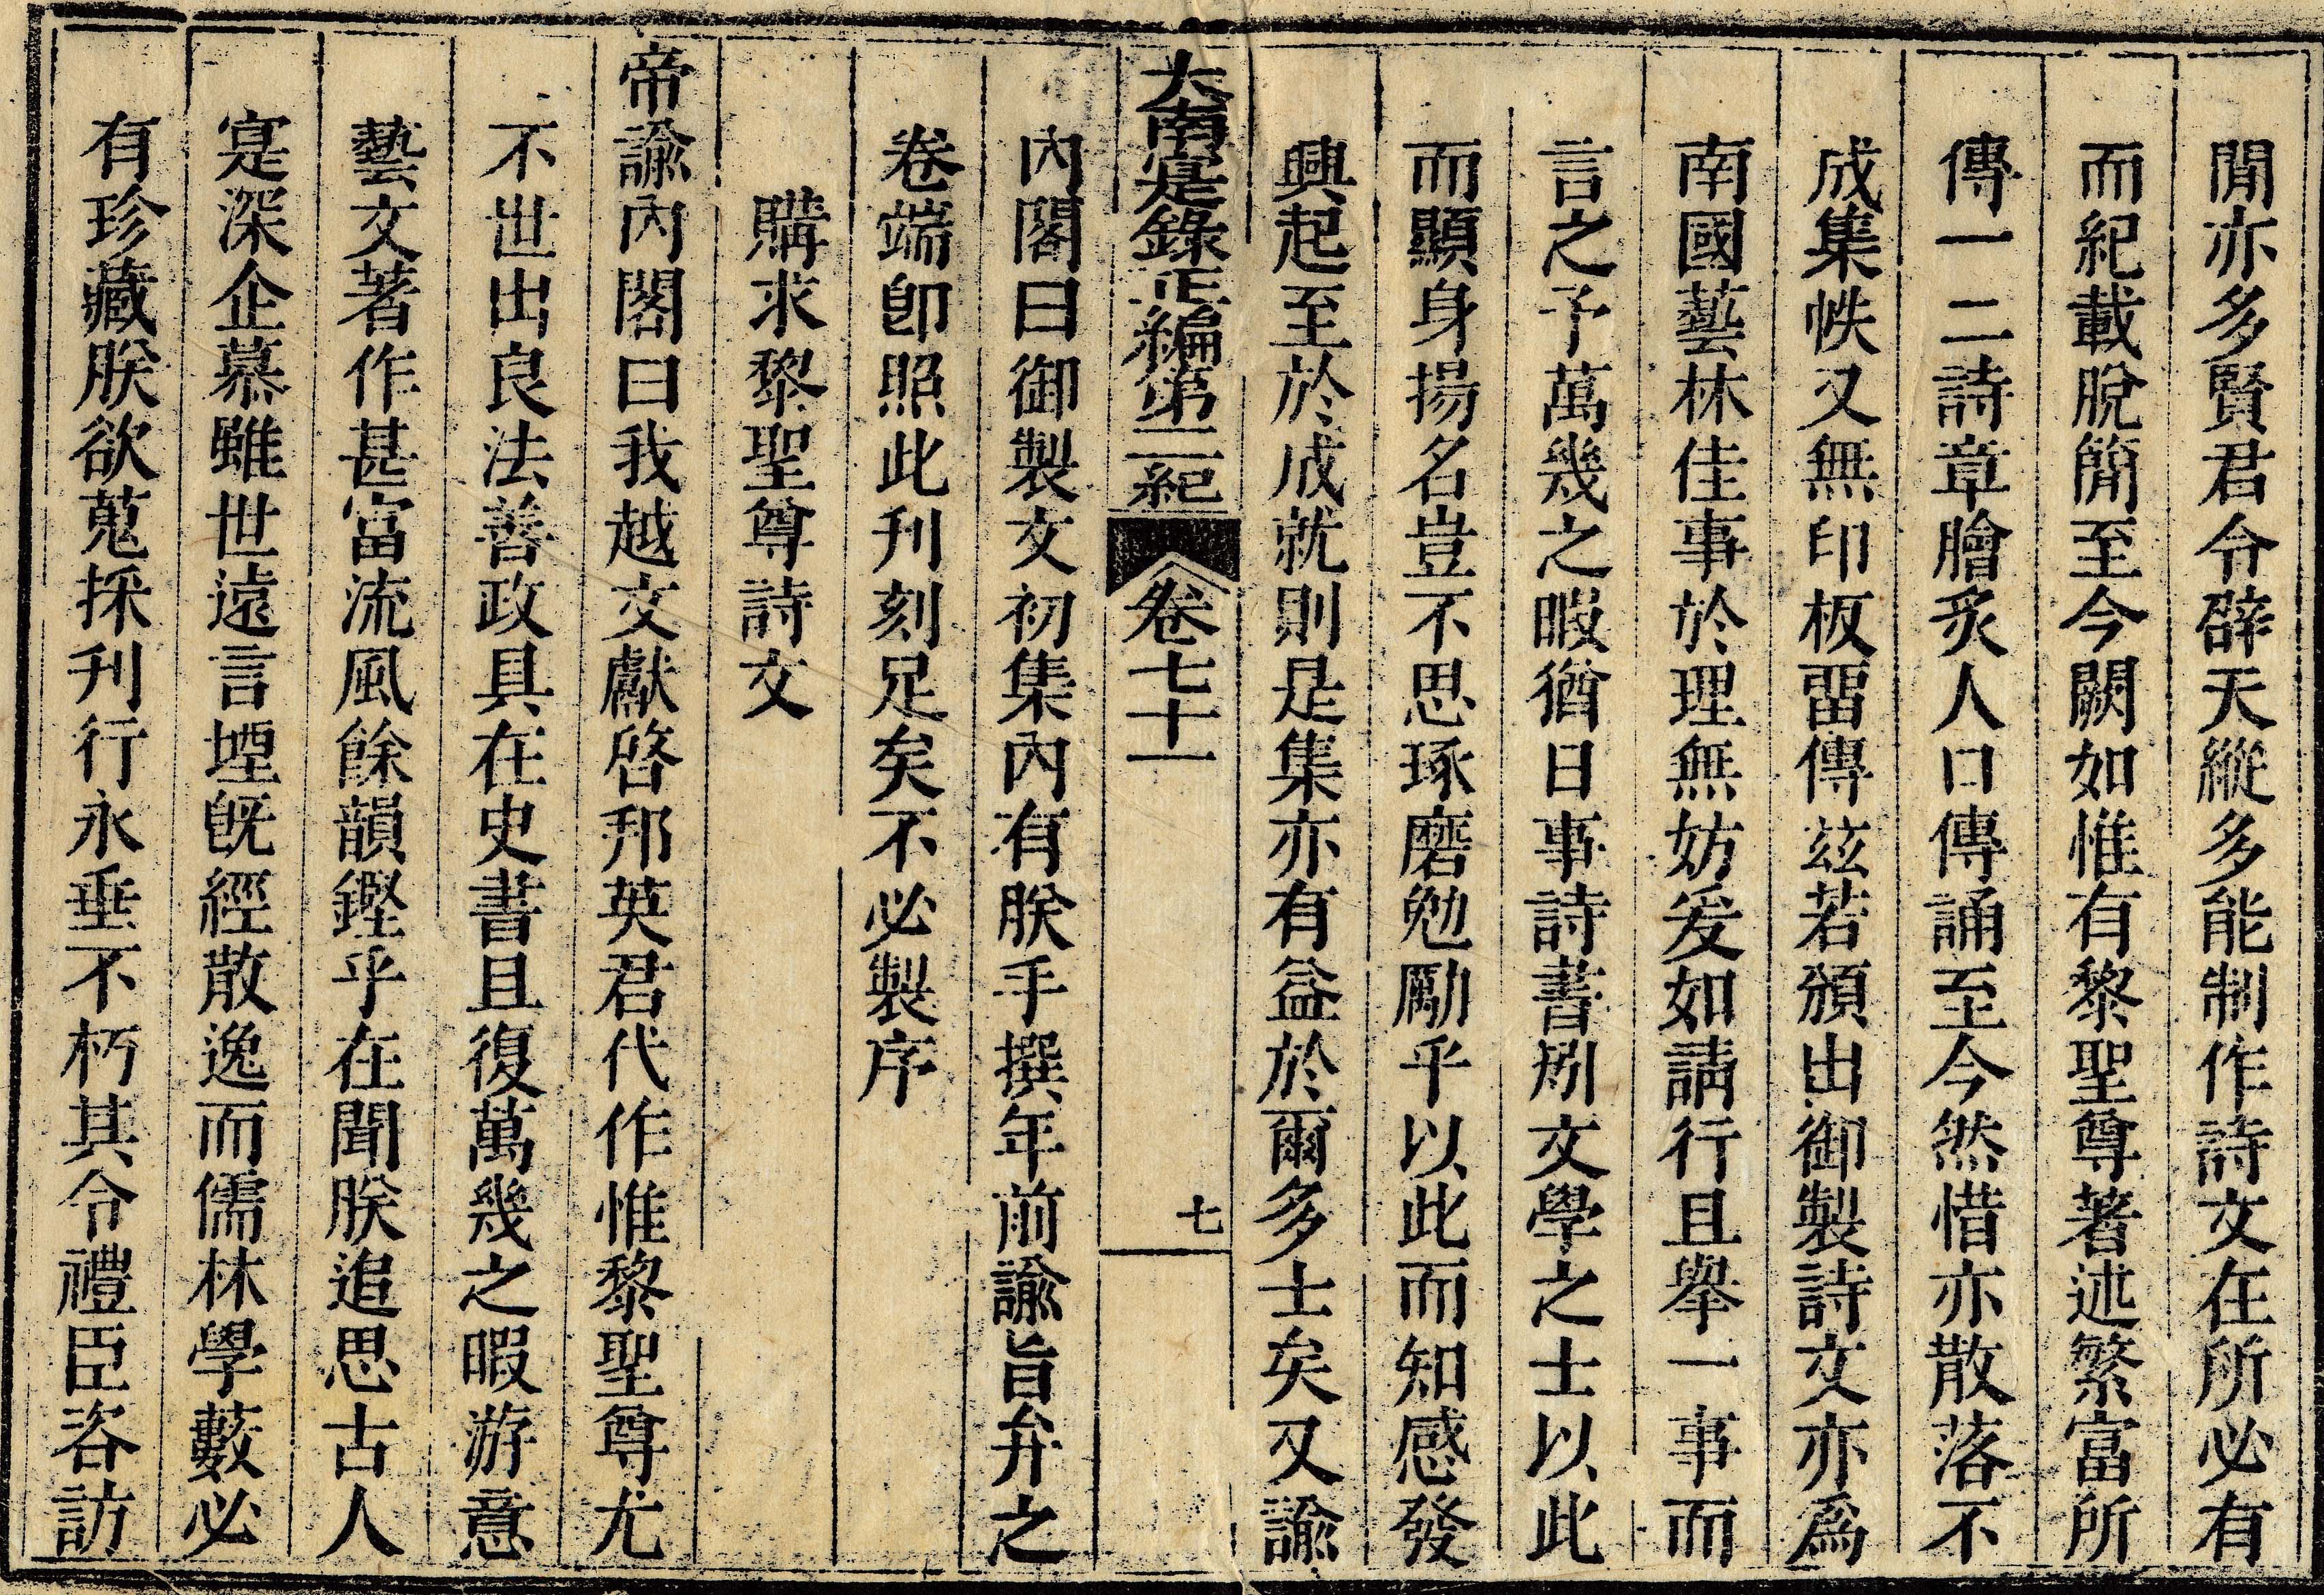 間亦多賢君令辟天縱多能制作詩文在所必有
而紀載脫簡至今闕如惟有黎聖尊著述繁富所
傳一二詩章膾炙人口傳誦至今然惜亦散落不
成集帙又無印板畱傳玆若頒出御製詩文亦爲
南國藝林佳事於理無妨爰如請行且舉一事而
言之予萬幾之暇猶日事詩書矧文學之士以此
而顯身揚名豈不思琢磨勉勵乎以此而知感發
興起至於成就則是集亦有益於爾多士矣又諭
大南寔錄正編第二紀 卷七十一 七
內閣曰御製文初集內有朕手撰年前諭旨弁之
卷端卽照此刊刻足矣不必製序
購求黎聖尊詩文
帝諭內閣曰我越文獻啓邦英君代作惟黎聖尊尤
不世出良法善政具在史書且復萬幾之暇游意
藝文著作甚富流風餘韻鏗乎在聞朕追思古人
寔深企慕雖世遠言堙旣經散逸而儒林學藪必
有珍藏朕欲蒐採刊行永垂不朽其令禮臣咨訪